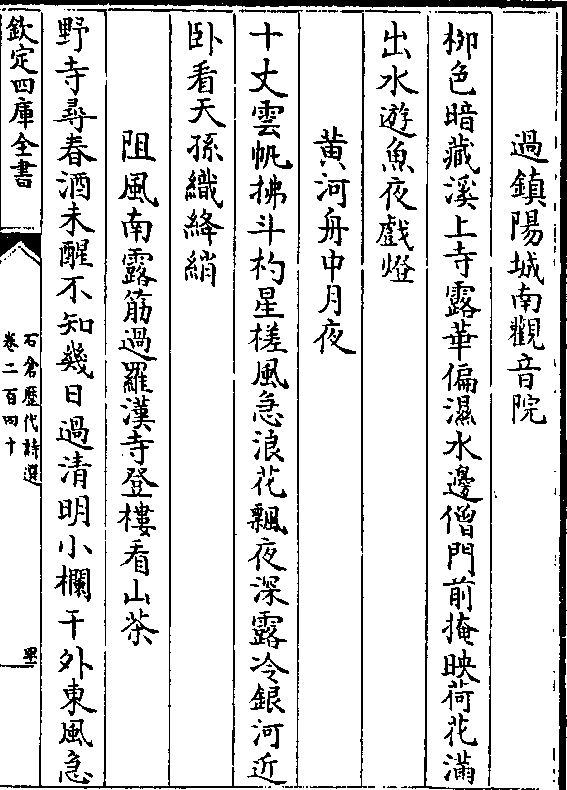 過鎮陽城南觀音院
柳色暗藏溪上寺露華偏濕水邊僧門前掩映荷花滿
出水遊魚夜戲燈
黄河舟中月夜
十丈雲帆拂斗杓星槎風急浪花飄夜深露冷銀河近
卧看天孫織絳綃
阻風南露筋過羅漢寺登樓看山茶
野寺尋春酒未醒不知幾日過清明小欄干外東風急
欽定四庫全書
石倉歷代詩選
卷二百四十